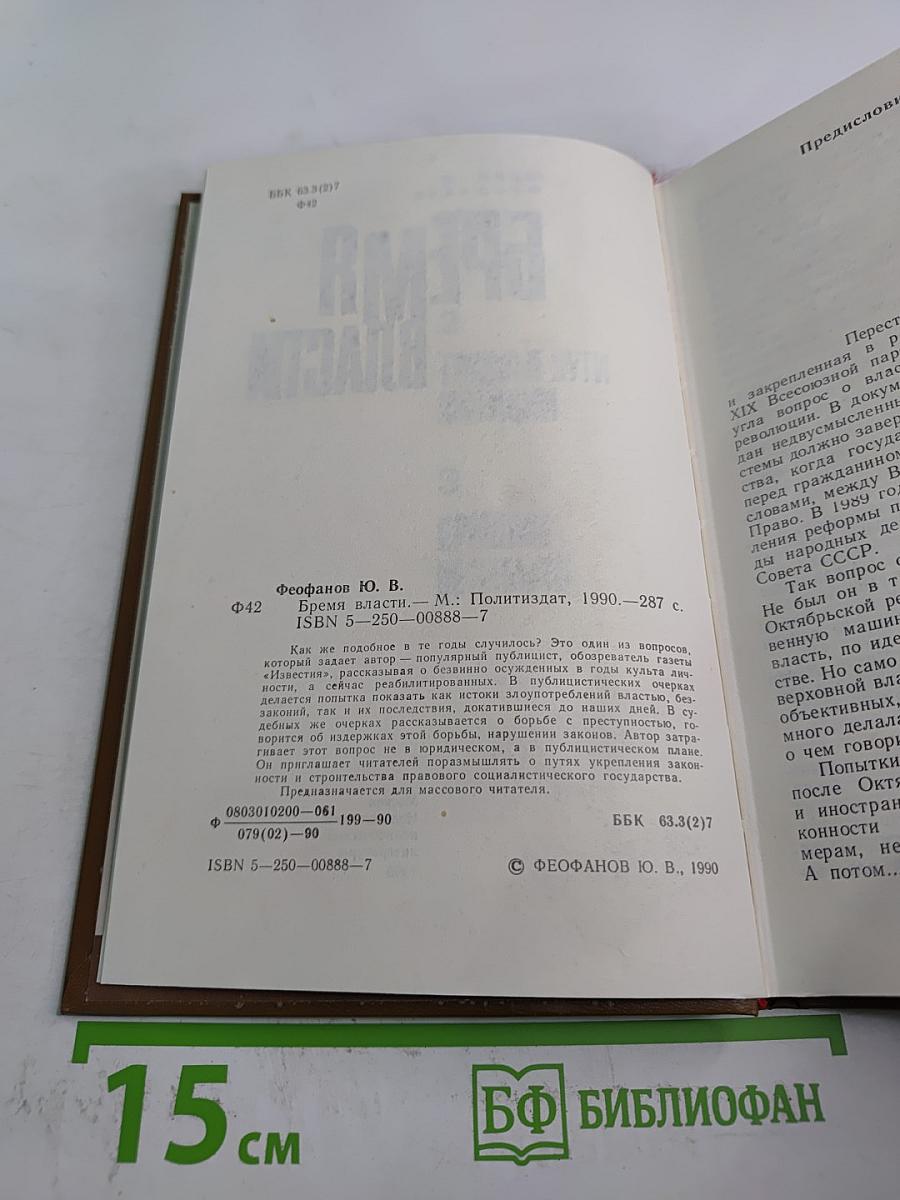 ББК 63.3(2)7
Ф42
Феофанов Ю. В.
Ф42 Бремя власти.— М.: Политиздат, 1990.—287 с.
ISBN 5—250—00888—7
Как же подобное в те годы случилось? Это один из вопросов,
который задает автор — популярный публицист, обозреватель газеты
«Известия», рассказывая о безвинно осужденных в годы культа лич-
ности, а сейчас реабилитированных. В публицистических очерках
делается попытка показать как истоки злоупотреблений властью, без-
законий, так и их последствия, докатившиеся до наших дней. В су-
дебных же очерках рассказывается о борьбе с преступностью, го-
ворится об издержках этой борьбы, нарушении законов. Автор затра-
гивает этот вопрос не в юридическом, а в публицистическом плане.
Он приглашает читателей поразмышлять о путях укрепления закон-
ности и строительства правового социалистического государства.
Предназначается для массового читателя.
Ф 0803010200—061
079(02)—90 199—90
ББК 63.3(2)7
ISBN 5—250—00888—7
© ФЕОФАНОВ Ю. В., 1990
Предислови
Перест
и закрепленная в р
XIX Всесоюзной пар
угла вопрос о влас
революции. В докум
дан недвусмысленны
стемы должно завер
ства, когда госуда
перед гражданином
словами, между В
Право. В 1989 го
ления реформы п
ды народных де
Совета СССР.
Так вопрос с
Не был он в т
Октябрьской ре
венную машин
власть, по иде
стве. Но само
верховной вла
объективных,
много делала
о чем говори
Попытки
после Октя
и иностран
конности
мерам, не
А потом...
15 см
БФ БИБЛИОФАН